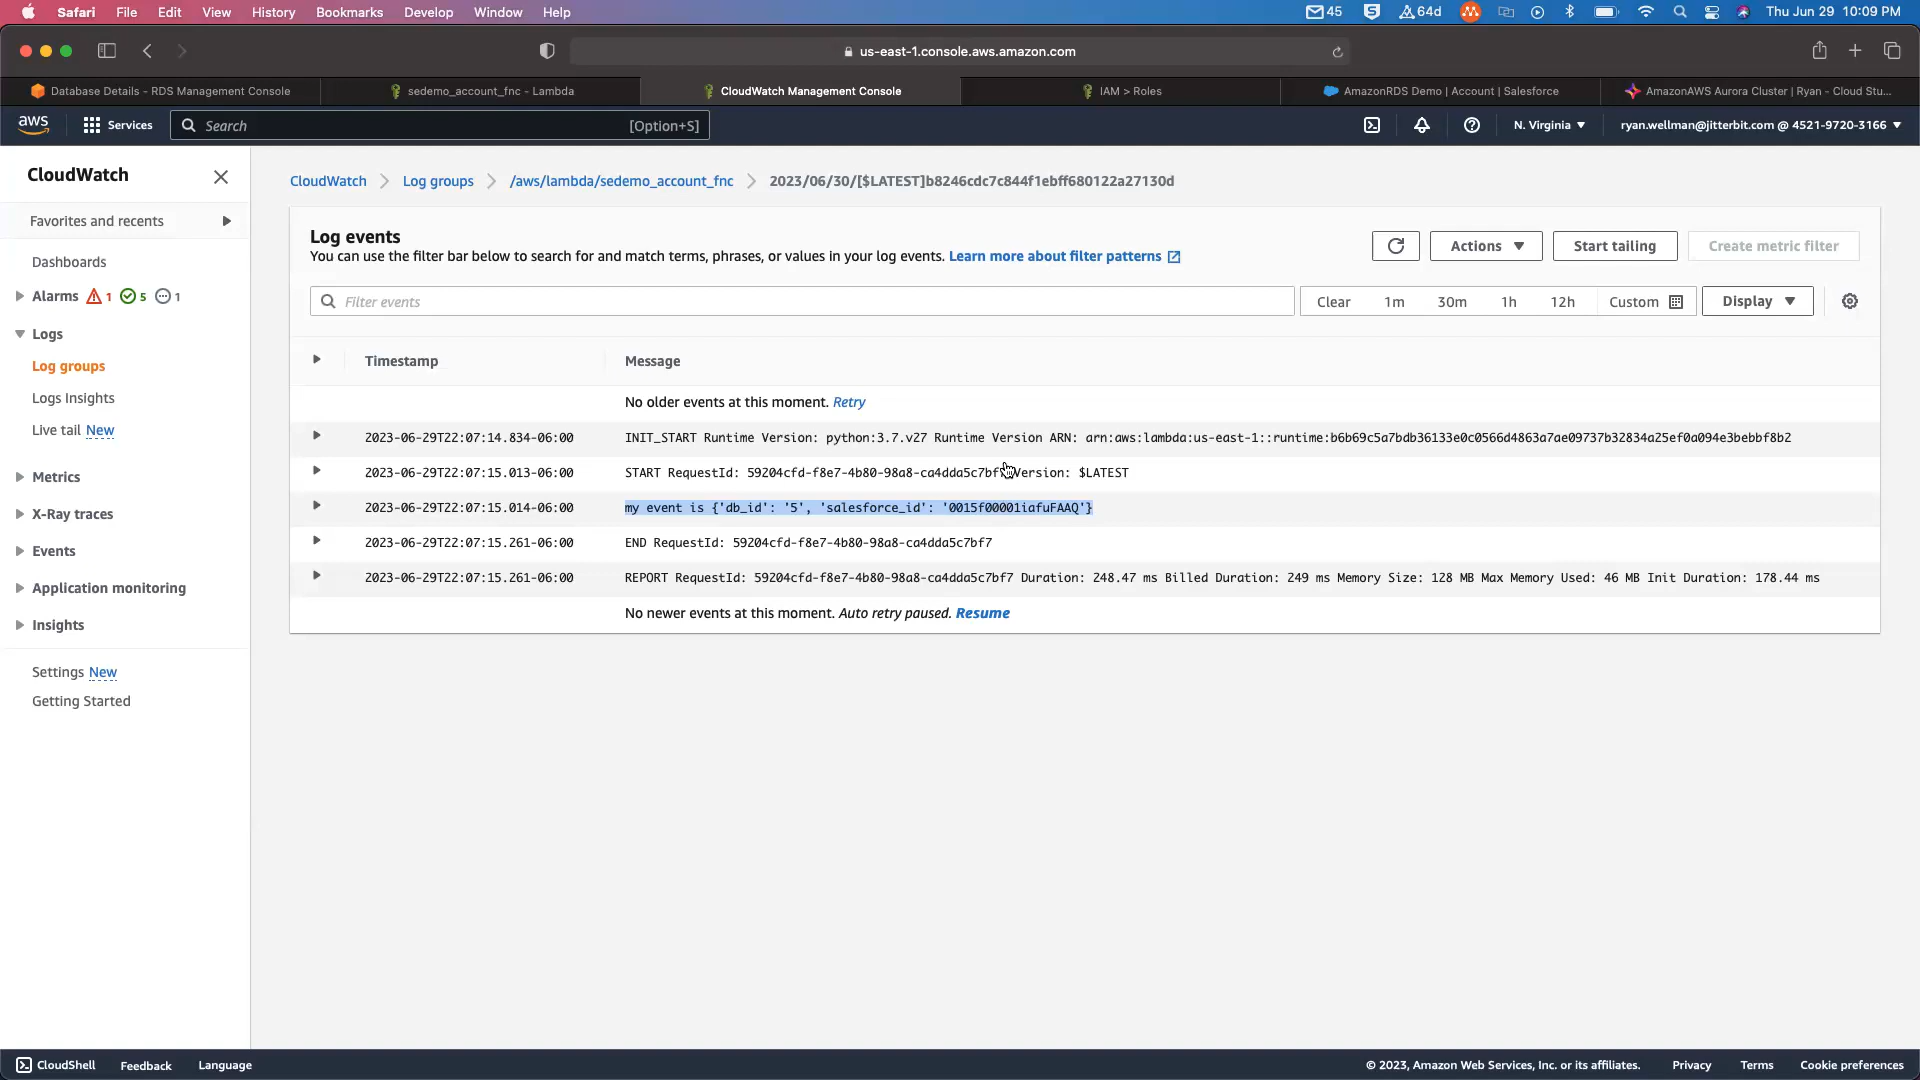 Safari File Edit View History Bookmarks Develop Window Help 45 64d Thu Jun 29 10:09 PM
us-east-1.console.aws.amazon.com
Database Details - RDS Management Console
sedemo_account_fnc - Lambda
CloudWatch Management Console
IAM > Roles
AmazonRDS Demo | Account | Salesforce
AmazonAWS Aurora Cluster | Ryan - Cloud Stu...
aws Services Search [Option+S] N. Virginia ryan.wellman@jitterbit.com @ 4521-9720-3166
CloudWatch
Favorites and recents
Dashboards
Alarms 1 5 1
Logs
Log groups
Logs Insights
Live tail New
Metrics
X-Ray traces
Events
Application monitoring
Insights
Settings New
Getting Started
CloudWatch Log groups /aws/lambda/sedemo_account_fnc 2023/06/30/[$LATEST]b8246cdc7c844f1ebff680122a27130d
Log events
You can use the filter bar below to search for and match terms, phrases, or values in your log events. Learn more about filter patterns
Actions Start tailing Create metric filter
Filter events Clear 1m 30m 1h 12h Custom Display
Timestamp Message
No older events at this moment. Retry
2023-06-29T22:07:14.834-06:00 INIT_START Runtime Version: python:3.7.v27 Runtime Version ARN: arn:aws:lambda:us-east-1::runtime:b6b69c5a7bdb36133e0c0566d4863a7ae09737b32834a25ef0a094e3bebbf8b2
2023-06-29T22:07:15.013-06:00 START RequestId: 59204cfd-f8e7-4b80-98a8-ca4dda5c7bf7 Version: $LATEST
2023-06-29T22:07:15.014-06:00 my event is {'db_id': '5', 'salesforce_id': '0015f00001iafuFAAQ'}
2023-06-29T22:07:15.261-06:00 END RequestId: 59204cfd-f8e7-4b80-98a8-ca4dda5c7bf7
2023-06-29T22:07:15.261-06:00 REPORT RequestId: 59204cfd-f8e7-4b80-98a8-ca4dda5c7bf7 Duration: 248.47 ms Billed Duration: 249 ms Memory Size: 128 MB Max Memory Used: 46 MB Init Duration: 178.44 ms
No newer events at this moment. Auto retry paused. Resume
CloudShell Feedback Language © 2023, Amazon Web Services, Inc. or its affiliates. Privacy Terms Cookie preferences